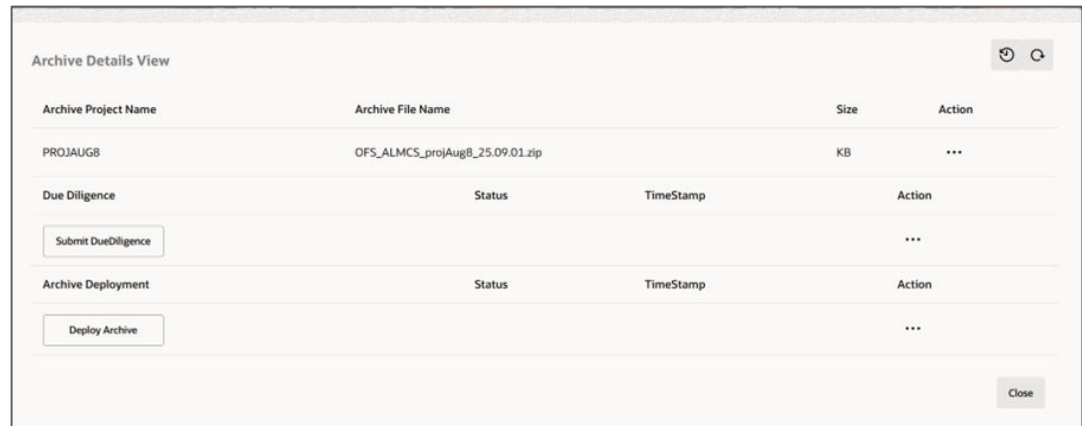 Archive Details View
Archive Project Name Archive File Name Size Action
PROJAUG8 OFS_ALMCS_projAug8_25.09.01.zip KB ...
Due Diligence Status TimeStamp Action
Submit DueDiligence ...
Archive Deployment Status TimeStamp Action
Deploy Archive ...
Close